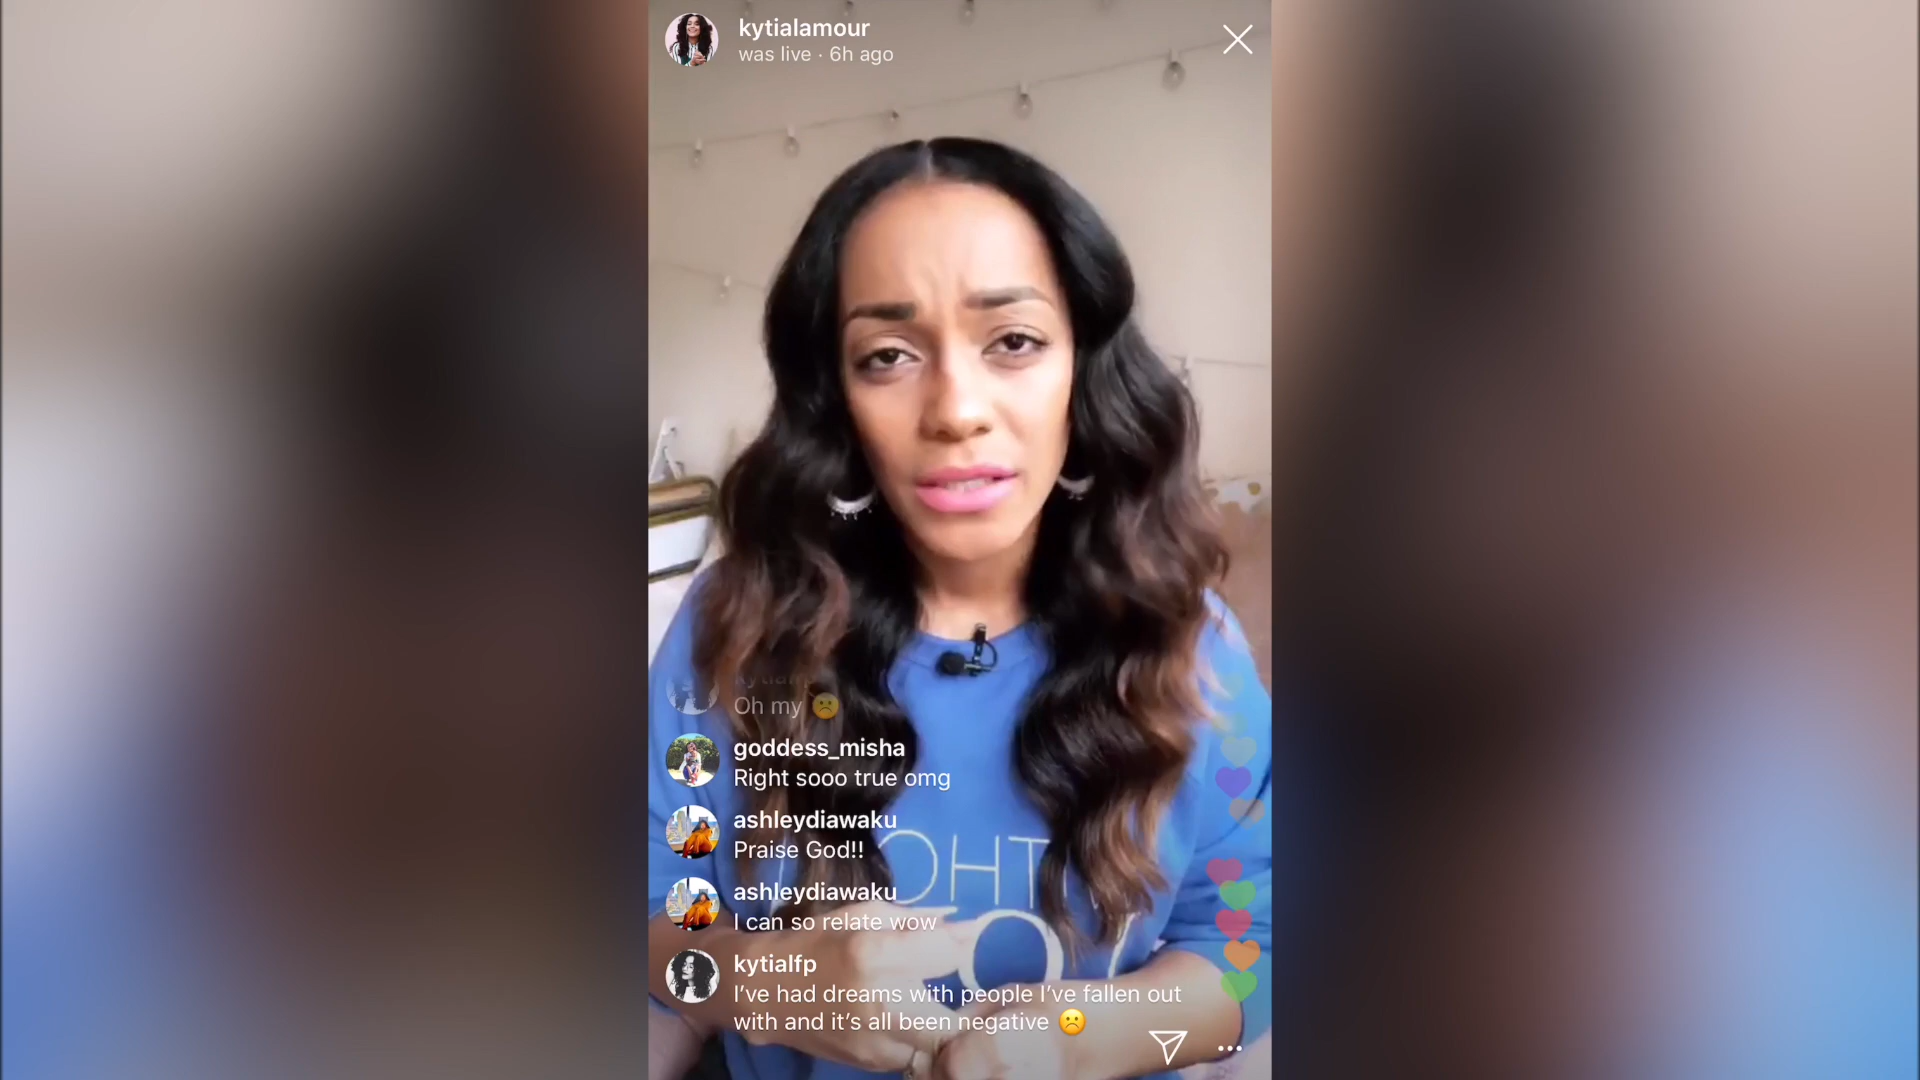 kytialamour
was live · 6h ago
Oh my ☹️
goddess_misha
Right sooo true omg
ashleydiawaku
Praise God!!
ashleydiawaku
I can so relate wow
kytialfp
I've had dreams with people I've fallen out
with and it's all been negative ☹️